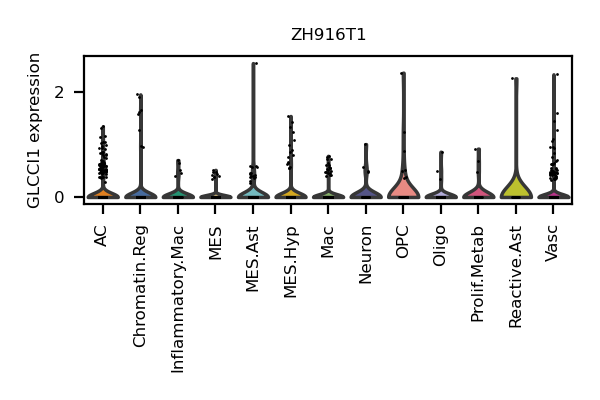 ZH916T1
GLCCI1 expression
2
0
AC
Chromatin.Reg
Inflammatory.Mac
MES
MES.Ast
MES.Hyp
Mac
Neuron
OPC
Oligo
Prolif.Metab
Reactive.Ast
Vasc